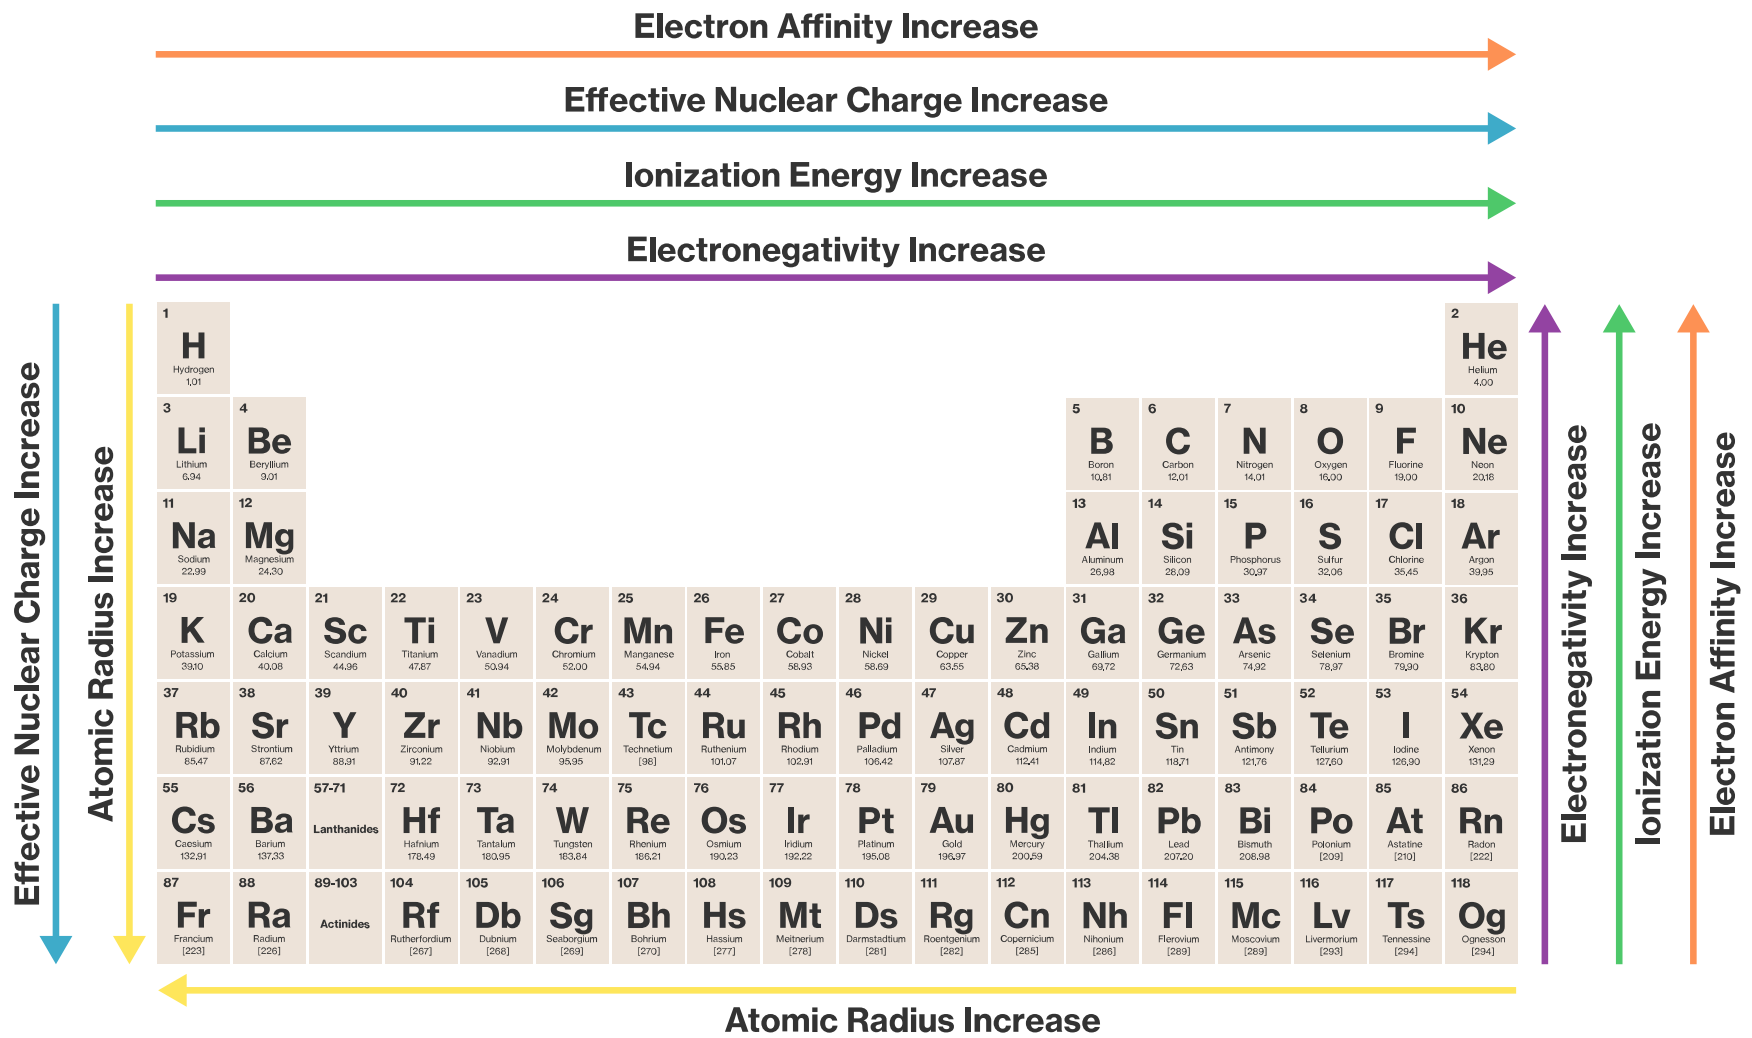 Electron Affinity Increase
Effective Nuclear Charge Increase
Ionization Energy Increase
Electronegativity Increase
Effective Nuclear Charge Increase
Atomic Radius Increase
1 2
H He
Hydrogen Helium
1,01 4.00
3 4 5 6 7 8 9 10
Li Be B C N O F Ne
Lithium Beryllium Boron Carbon Nitrogen Oxygen Fluorine Neon
6.94 9.01 10.81 12,01 14,01 16,00 19,00 20,18
11 12 13 14 15 16 17 18
Na Mg Al Si P S Cl Ar
Sodium Magnesium Aluminum Silicon Phosphorus Sulfur Chlorine Argon
22.99 24.30 26,98 28,09 30,97 32,06 35,45 39,95
19 20 21 22 23 24 25 26 27 28 29 30 31 32 33 34 35 36
K Ca Sc Ti V Cr Mn Fe Co Ni Cu Zn Ga Ge As Se Br Kr
Potassium Calcium Scandium Titanium Vanadium Chromium Manganese Iron Cobalt Nickel Copper Zinc Gallium Germanium Arsenic Selenium Bromine Krypton
39.10 40.08 44.96 47.87 50.94 52.00 54.94 55.85 58.93 58.69 63.55 65.38 69,72 72,63 74,92 78,97 79,90 83,80
37 38 39 40 41 42 43 44 45 46 47 48 49 50 51 52 53 54
Rb Sr Y Zr Nb Mo Tc Ru Rh Pd Ag Cd In Sn Sb Te I Xe
Rubidium Strontium Yttrium Zirconium Niobium Molybdenum Technetium Ruthenium Rhodium Palladium Silver Cadmium Indium Tin Antimony Tellurium Iodine Xenon
85.47 87.62 88.91 91.22 92.91 95.95 [98] 101.07 102.91 106.42 107.87 112.41 114,82 118,71 121,76 127,60 126,90 131,29
55 56 57-71 72 73 74 75 76 77 78 79 80 81 82 83 84 85 86
Cs Ba Lanthanides Hf Ta W Re Os Ir Pt Au Hg Tl Pb Bi Po At Rn
Caesium Barium Hafnium Tantalum Tungsten Rhenium Osmium Iridium Platinum Gold Mercury Thallium Lead Bismuth Polonium Astatine Radon
132,91 137,33 178.49 180.95 183.84 186.21 190.23 192.22 195.08 196.97 200.59 204.38 207.20 208.98 [209] [210] [222]
87 88 89-103 104 105 106 107 108 109 110 111 112 113 114 115 116 117 118
Fr Ra Actinides Rf Db Sg Bh Hs Mt Ds Rg Cn Nh Fl Mc Lv Ts Og
Francium Radium Rutherfordium Dubnium Seaborgium Bohrium Hassium Meitnerium Darmstadtium Roentgenium Copernicium Nihonium Flerovium Moscovium Livermorium Tennessine Ognesson
[223] [226] [267] [268] [269] [270] [277] [278] [281] [282] [285] [286] [289] [289] [293] [294] [294]
Electronegativity Increase
Ionization Energy Increase
Electron Affinity Increase
Atomic Radius Increase